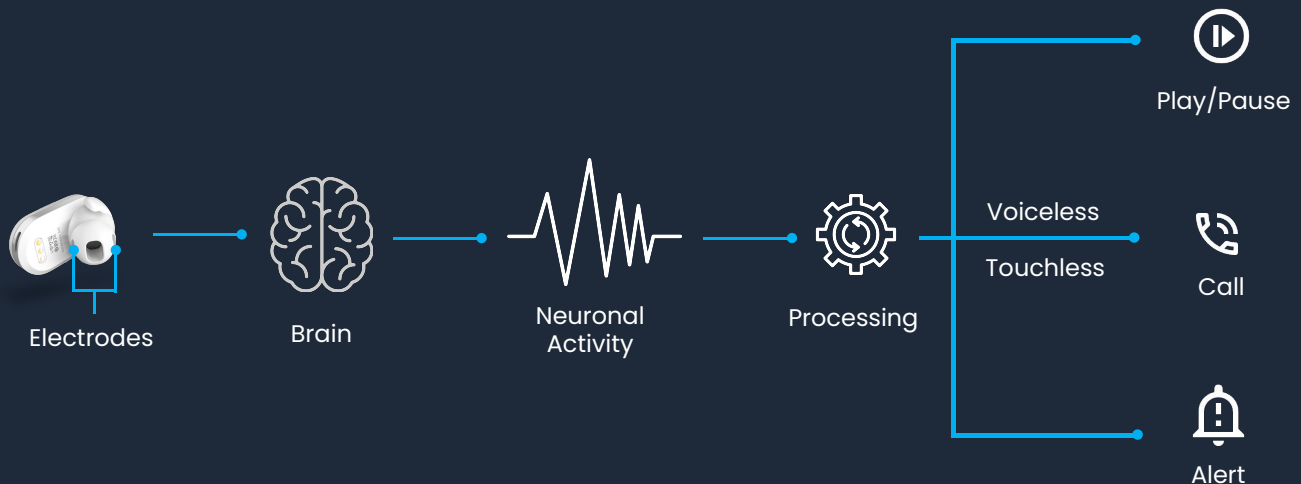 Play/Pause
Voiceless
Touchless
Call
Electrodes
Brain
Neuronal
Activity
Processing
Alert